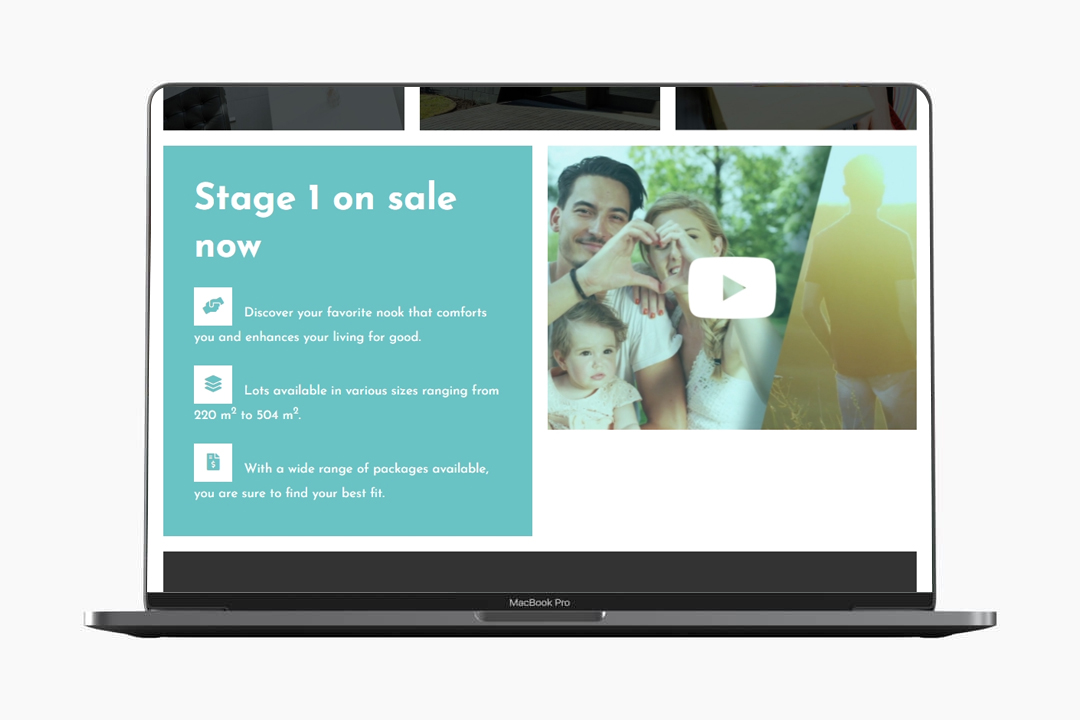 Stage 1 on sale
now
Discover your favorite nook that comforts
you and enhances your living for good.
Lots available in various sizes ranging from
220 m² to 504 m².
With a wide range of packages available,
you are sure to find your best fit.
MacBook Pro